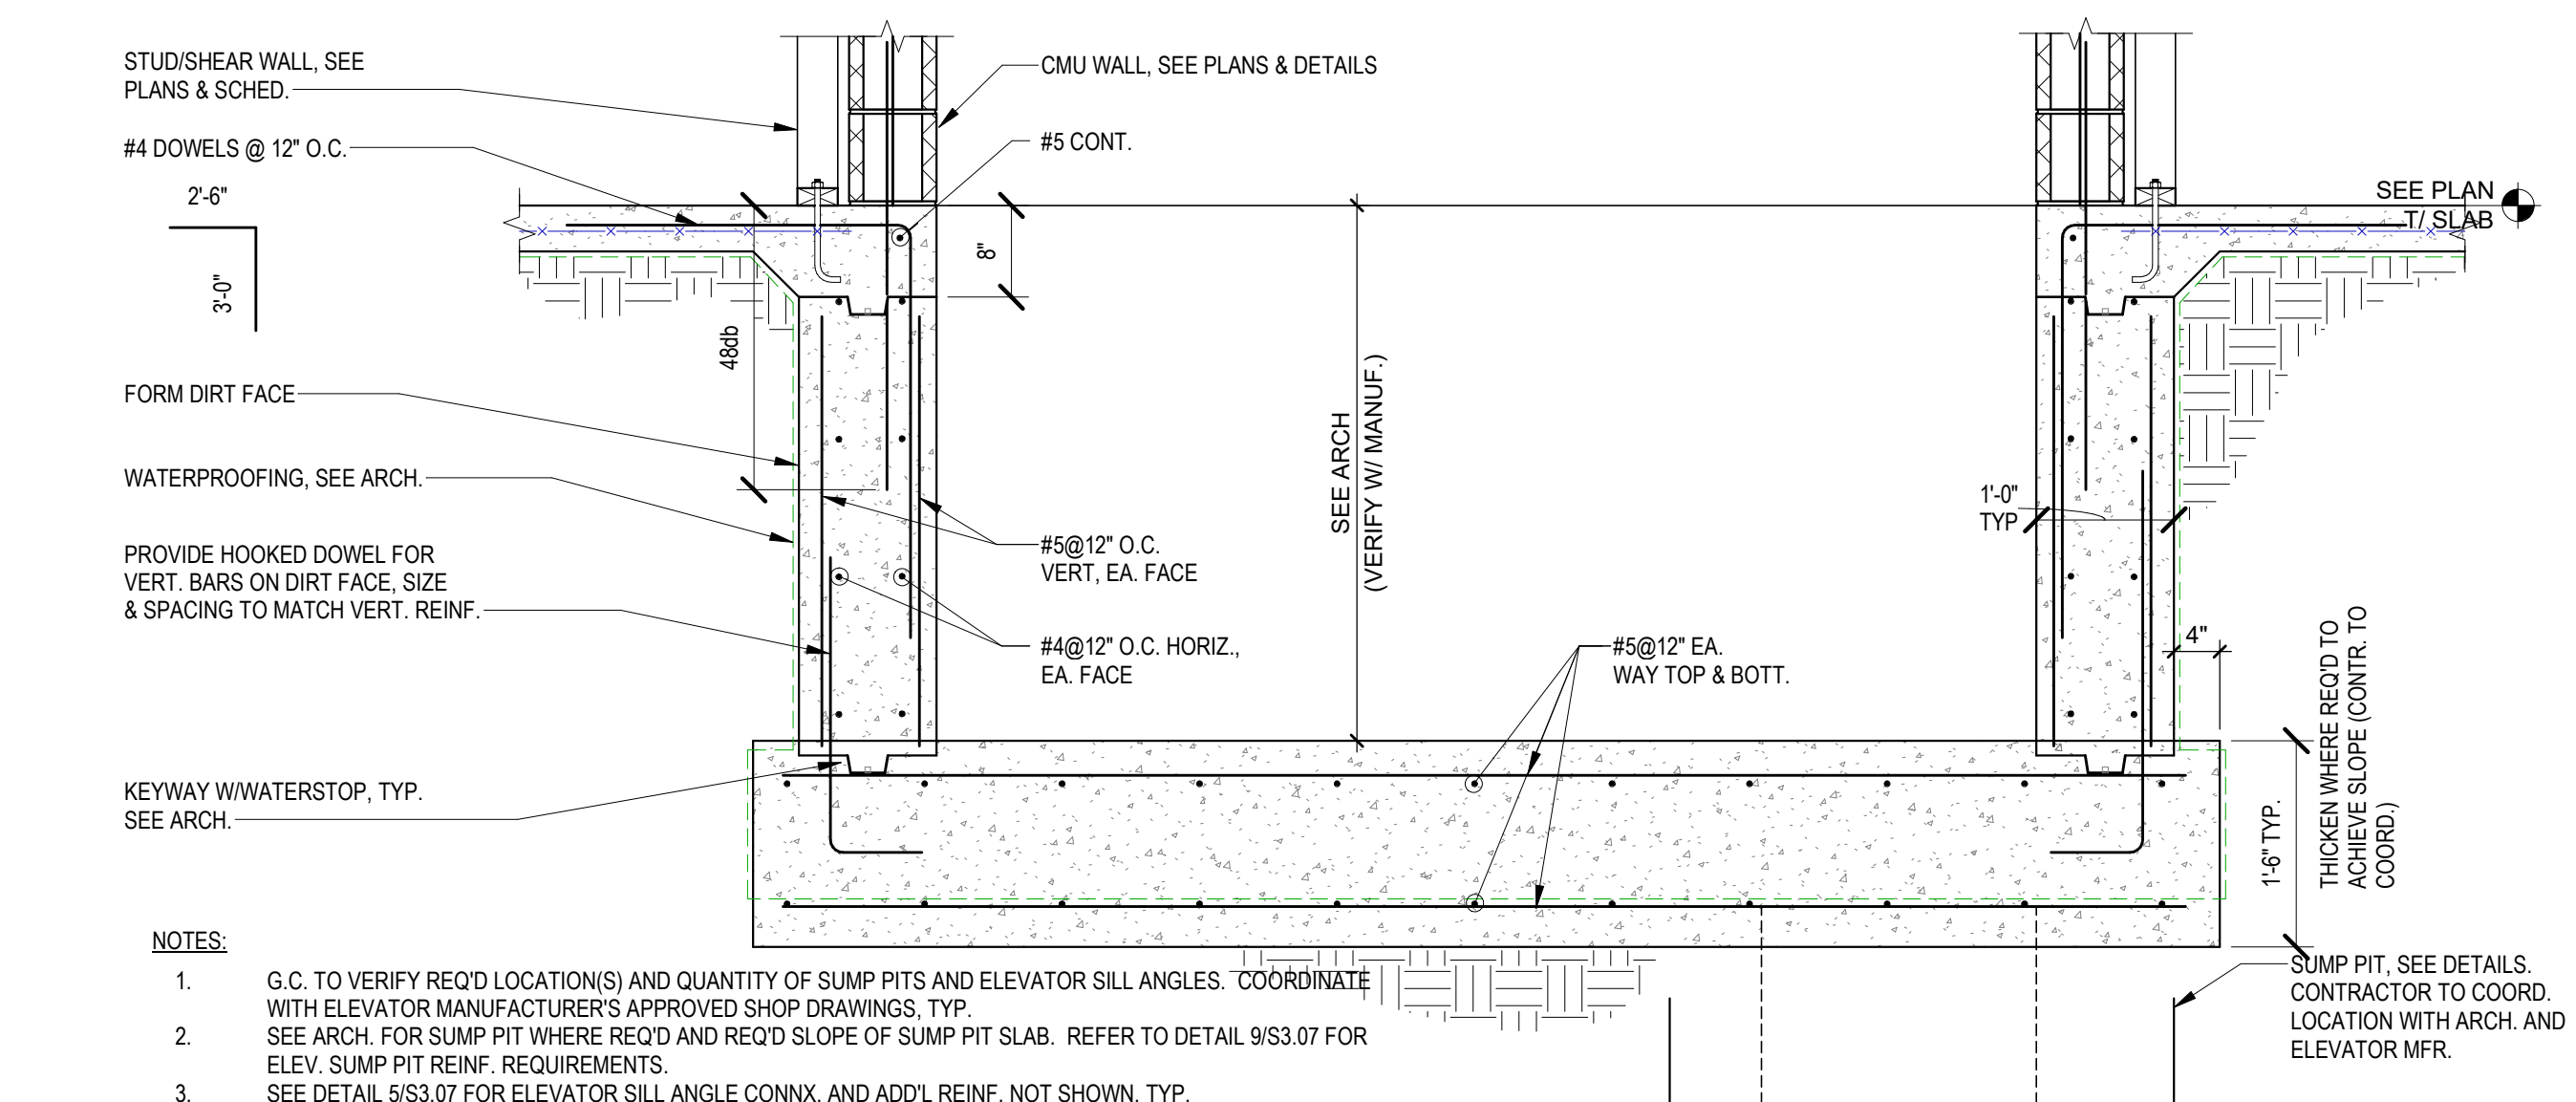 STUD/SHEAR WALL, SEE
PLANS & SCHED.
#4 DOWELS @ 12" O.C.
2'-6"
3'-0"
FORM DIRT FACE
WATERPROOFING, SEE ARCH.
PROVIDE HOOKED DOWEL FOR
VERT. BARS ON DIRT FACE, SIZE
& SPACING TO MATCH VERT. REINF.
KEYWAY W/WATERSTOP, TYP.
SEE ARCH.
48db
CMU WALL, SEE PLANS & DETAILS
#5 CONT.
8"
#5@12" O.C.
VERT, EA. FACE
#4@12" O.C. HORIZ.,
EA. FACE
SEE ARCH
(VERIFY W/ MANUF.)
#5@12" EA.
WAY TOP & BOTT.
SEE PLAN
T/ SLAB
1'-0"
TYP
4"
1'-6" TYP.
THICKEN WHERE REQ'D TO
ACHIEVE SLOPE (CONTR. TO
COORD.)
SUMP PIT, SEE DETAILS.
CONTRACTOR TO COORD.
LOCATION WITH ARCH. AND
ELEVATOR MFR.
NOTES:
1. G.C. TO VERIFY REQ'D LOCATION(S) AND QUANTITY OF SUMP PITS AND ELEVATOR SILL ANGLES. COORDINATE
WITH ELEVATOR MANUFACTURER'S APPROVED SHOP DRAWINGS, TYP.
2. SEE ARCH. FOR SUMP PIT WHERE REQ'D AND REQ'D SLOPE OF SUMP PIT SLAB. REFER TO DETAIL 9/S3.07 FOR
ELEV. SUMP PIT REINF. REQUIREMENTS.
3. SEE DETAIL 5/S3.07 FOR ELEVATOR SILL ANGLE CONNX. AND ADD'L REINF. NOT SHOWN, TYP.